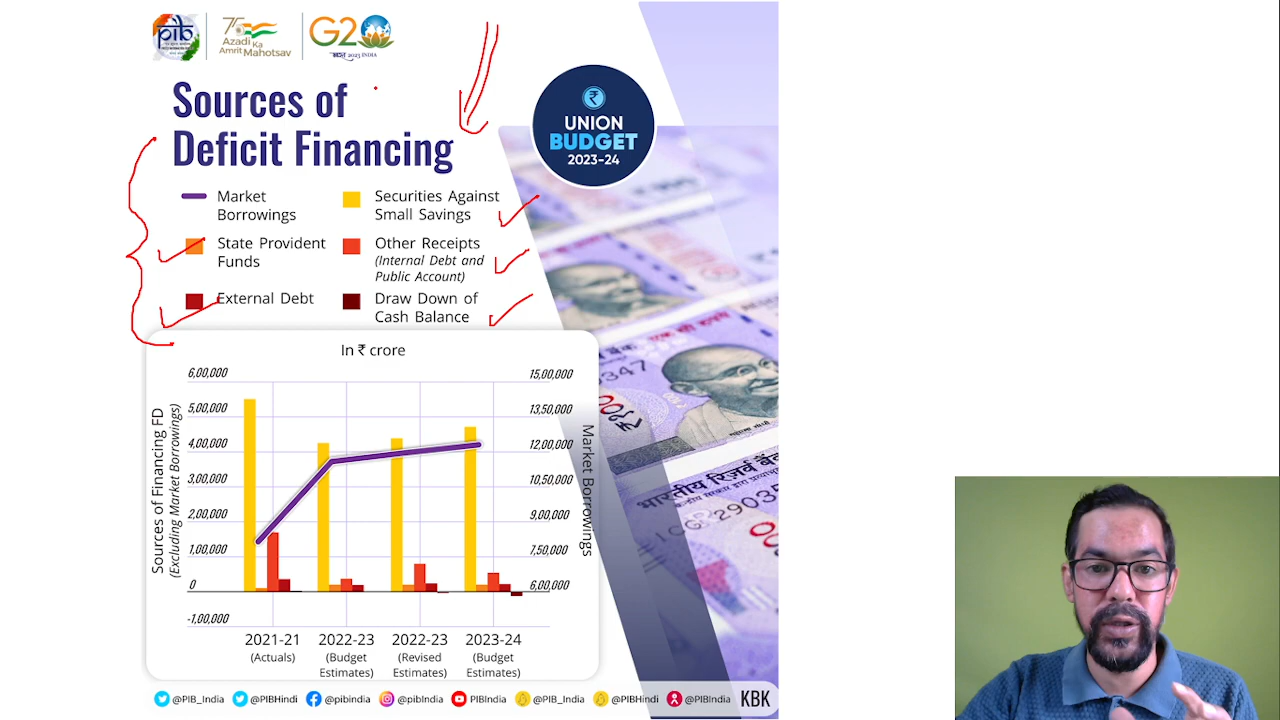 pib
75
Azadi Ka
Amrit Mahotsav
G20
भारत 2023 INDIA
Sources of
Deficit Financing
₹
UNION
BUDGET
2023-24
Market
Borrowings
Securities Against
Small Savings
State Provident
Funds
Other Receipts
(Internal Debt and
Public Account)
External Debt
Draw Down of
Cash Balance
In ₹ crore
Sources of Financing FD
(Excluding Market Borrowings)
6,00,000
5,00,000
4,00,000
3,00,000
2,00,000
1,00,000
0
-1,00,000
15,00,000
13,50,000
12,00,000
10,50,000
9,00,000
7,50,000
6,00,000
Market Borrowings
2021-21
(Actuals)
2022-23
(Budget
Estimates)
2022-23
(Revised
Estimates)
2023-24
(Budget
Estimates)
भारतीय रिज़र्व बैंक
@PIB_India
@PIBHindi
@pibindia
@pibIndia
PIBIndia
@PIB_India
@PIBHindi
@PIBIndia
KBK